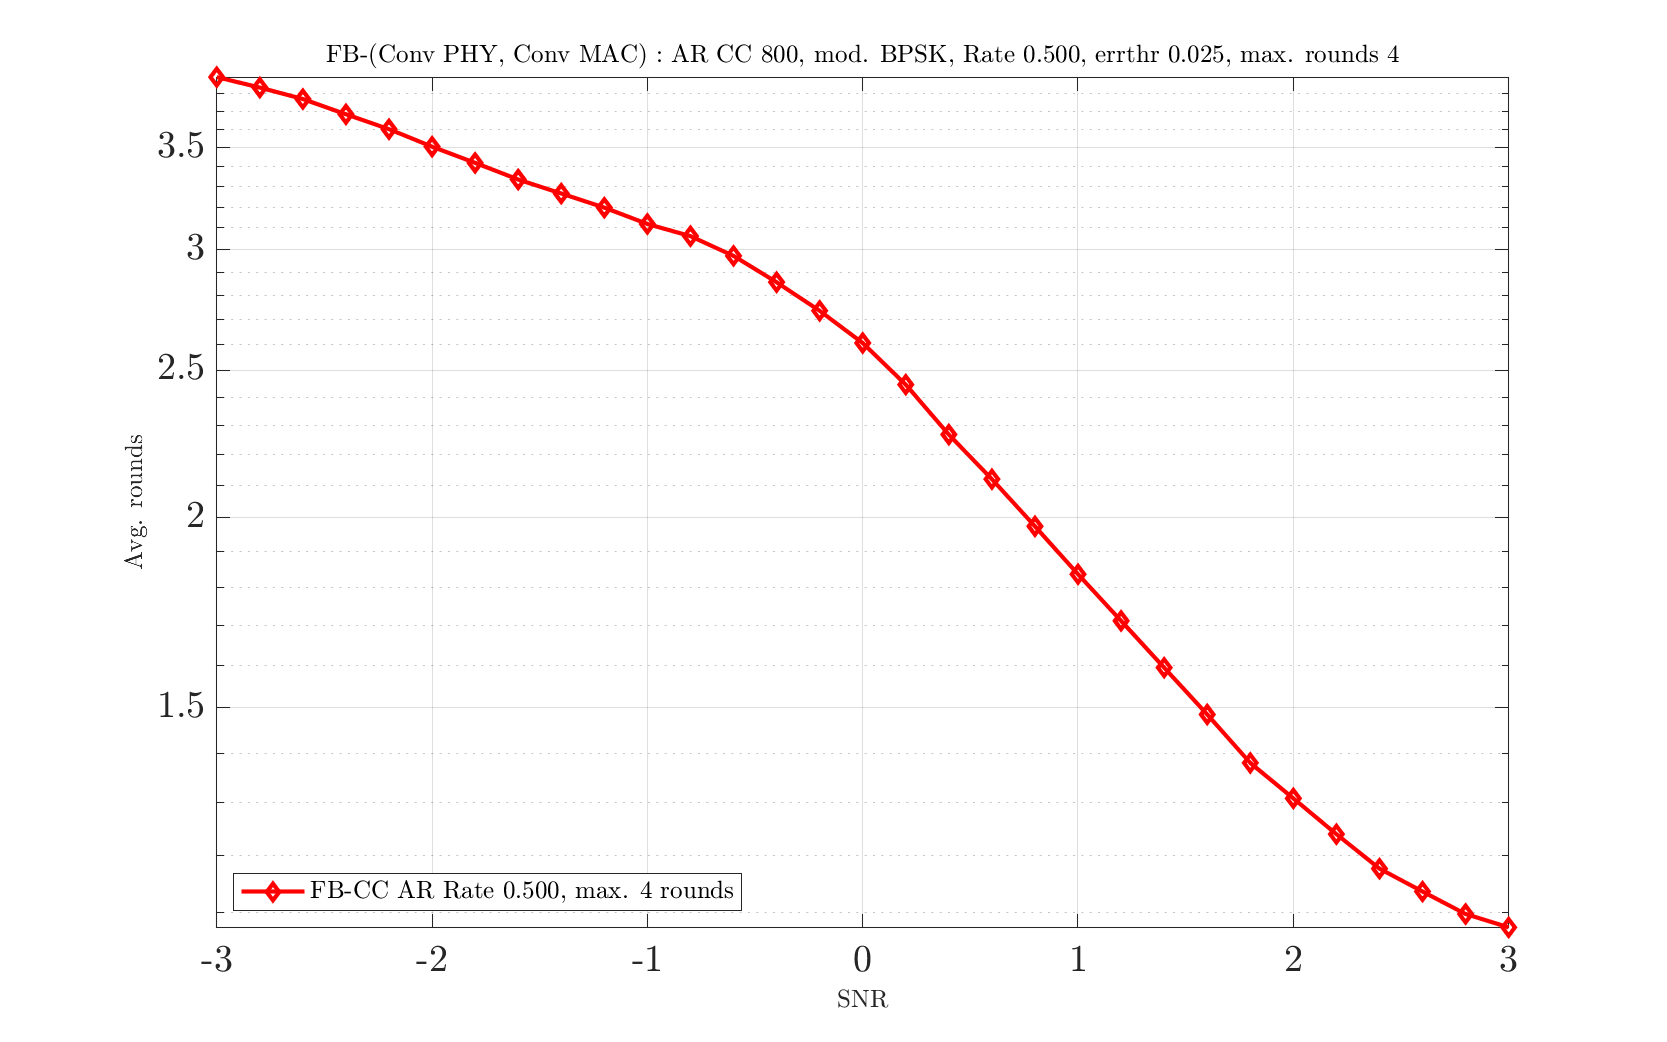 FB-(Conv PHY, Conv MAC) : AR CC 800, mod. BPSK, Rate 0.500, errthr 0.025, max. rounds 4
3.5
3
2.5
2
1.5
Avg. rounds
FB-CC AR Rate 0.500, max. 4 rounds
-3 -2 -1 0 1 2 3
SNR